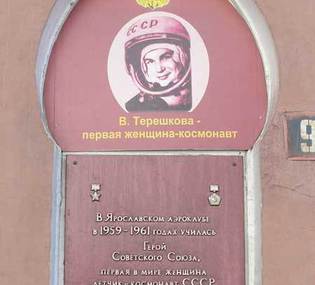 СССР
В. Терешкова -
первая женщина-космонавт
9
В Ярославском аэроклубе
в 1959-1961 годах училась
Герой
Советского Союза,
первая в мире женщина
летчик-космонавт СССР